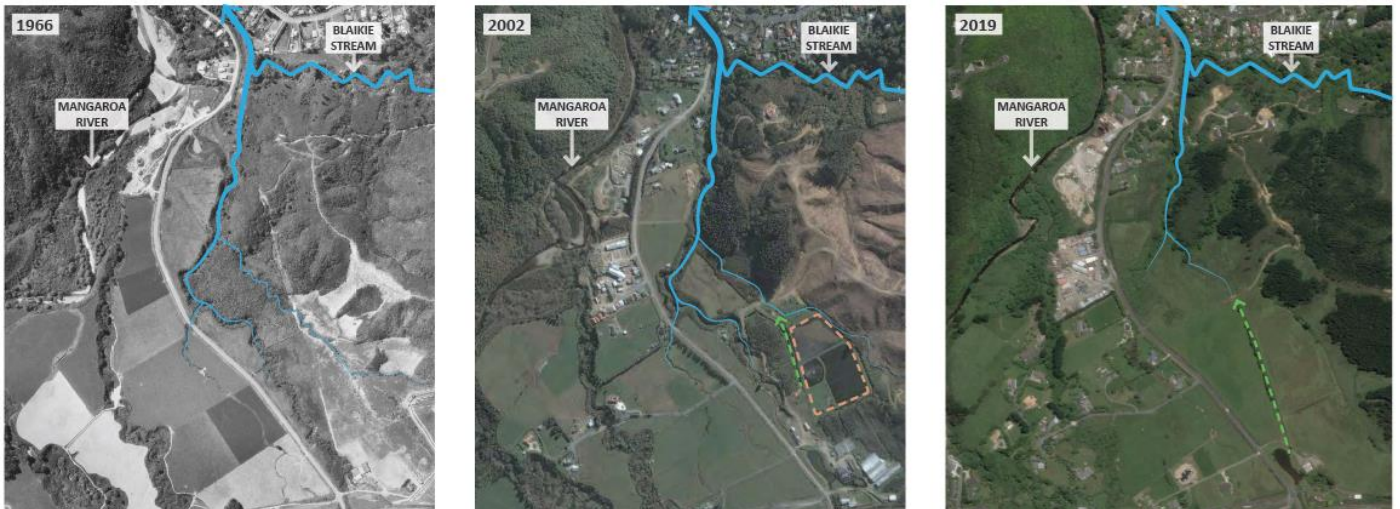 1966
BLAIKIE
STREAM
MANGAROA
RIVER
2002
BLAIKIE
STREAM
MANGAROA
RIVER
2019
BLAIKIE
STREAM
MANGAROA
RIVER